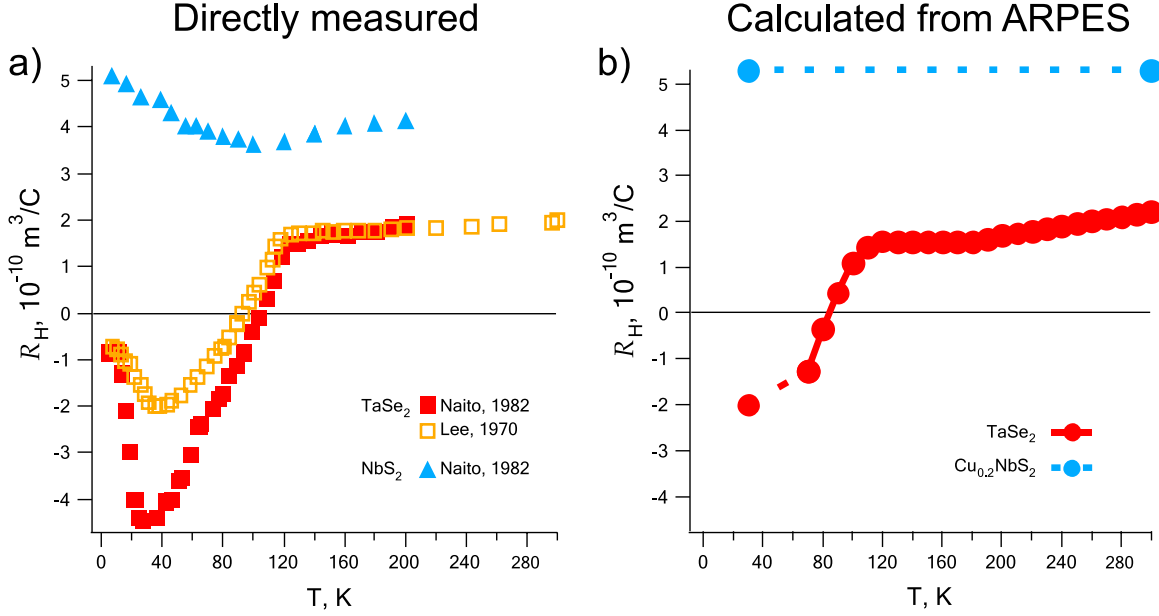 Directly measured
Calculated from ARPES
a)
5
4
3
2
1
0
-1
-2
-3
-4
R_H, 10^-10 m^3/C
0
40
80
120
160
200
240
280
T, K
TaSe2 Naito, 1982
Lee, 1970
NbS2 Naito, 1982
b)
5
4
3
2
1
0
-1
-2
-3
-4
R_H, 10^-10 m^3/C
0
40
80
120
160
200
240
280
T, K
TaSe2
Cu0.2NbS2